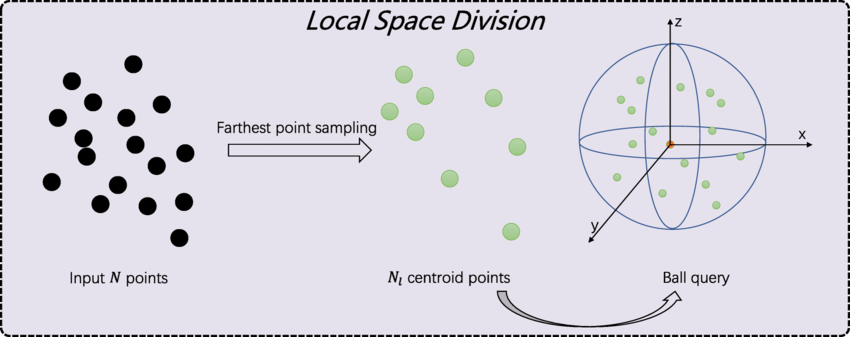 Local Space Division
Farthest point sampling
z
x
y
Input N points
N_l centroid points
Ball query